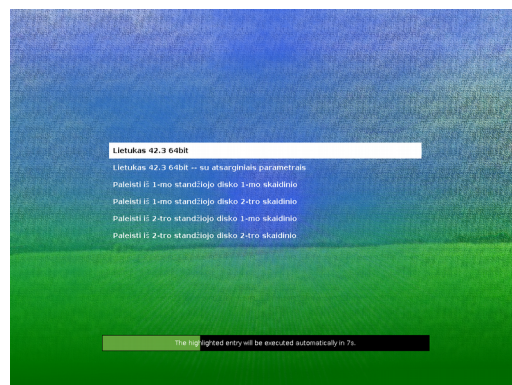 Lietukas 42.3 64bit
Lietukas 42.3 64bit -- su atsarginiais parametrais
Paleisti iš 1-mo standžiojo disko 1-mo skaidinio
Paleisti iš 1-mo standžiojo disko 2-tro skaidinio
Paleisti iš 2-tro standžiojo disko 1-mo skaidinio
Paleisti iš 2-tro standžiojo disko 2-tro skaidinio
The highlighted entry will be executed automatically in 7s.